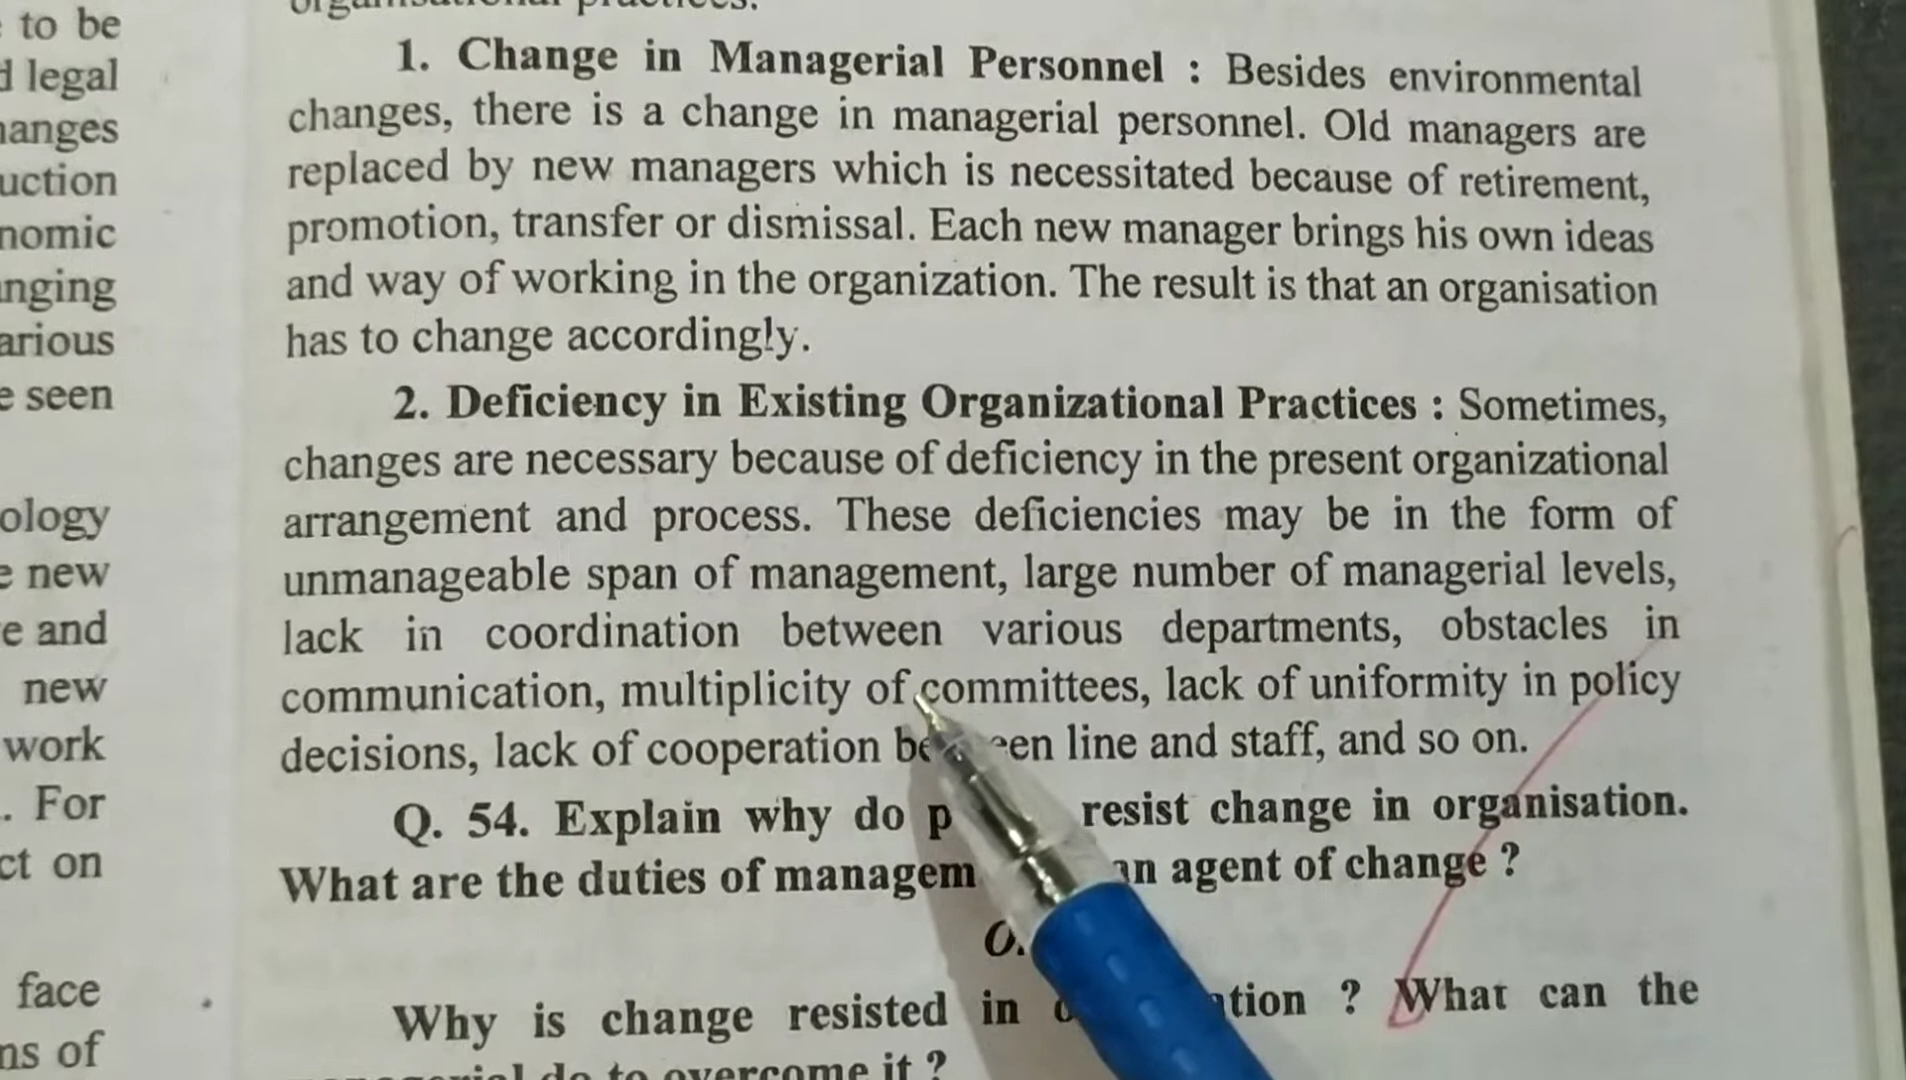 to be
legal
nomic
seen
new
e and
new
work
. For
ct on
face
ns of
organisational practices.
1. Change in Managerial Personnel : Besides environmental
changes, there is a change in managerial personnel. Old managers are
replaced by new managers which is necessitated because of retirement,
promotion, transfer or dismissal. Each new manager brings his own ideas
and way of working in the organization. The result is that an organisation
has to change accordingly.
2. Deficiency in Existing Organizational Practices : Sometimes,
changes are necessary because of deficiency in the present organizational
arrangement and process. These deficiencies may be in the form of
unmanageable span of management, large number of managerial levels,
lack in coordination between various departments, obstacles in
communication, multiplicity of committees, lack of uniformity in policy
decisions, lack of cooperation between line and staff, and so on.
Q. 54. Explain why do p resist change in organisation.
What are the duties of managem an agent of change ?
Why is change resisted in ? What can the
do to overcome it ?